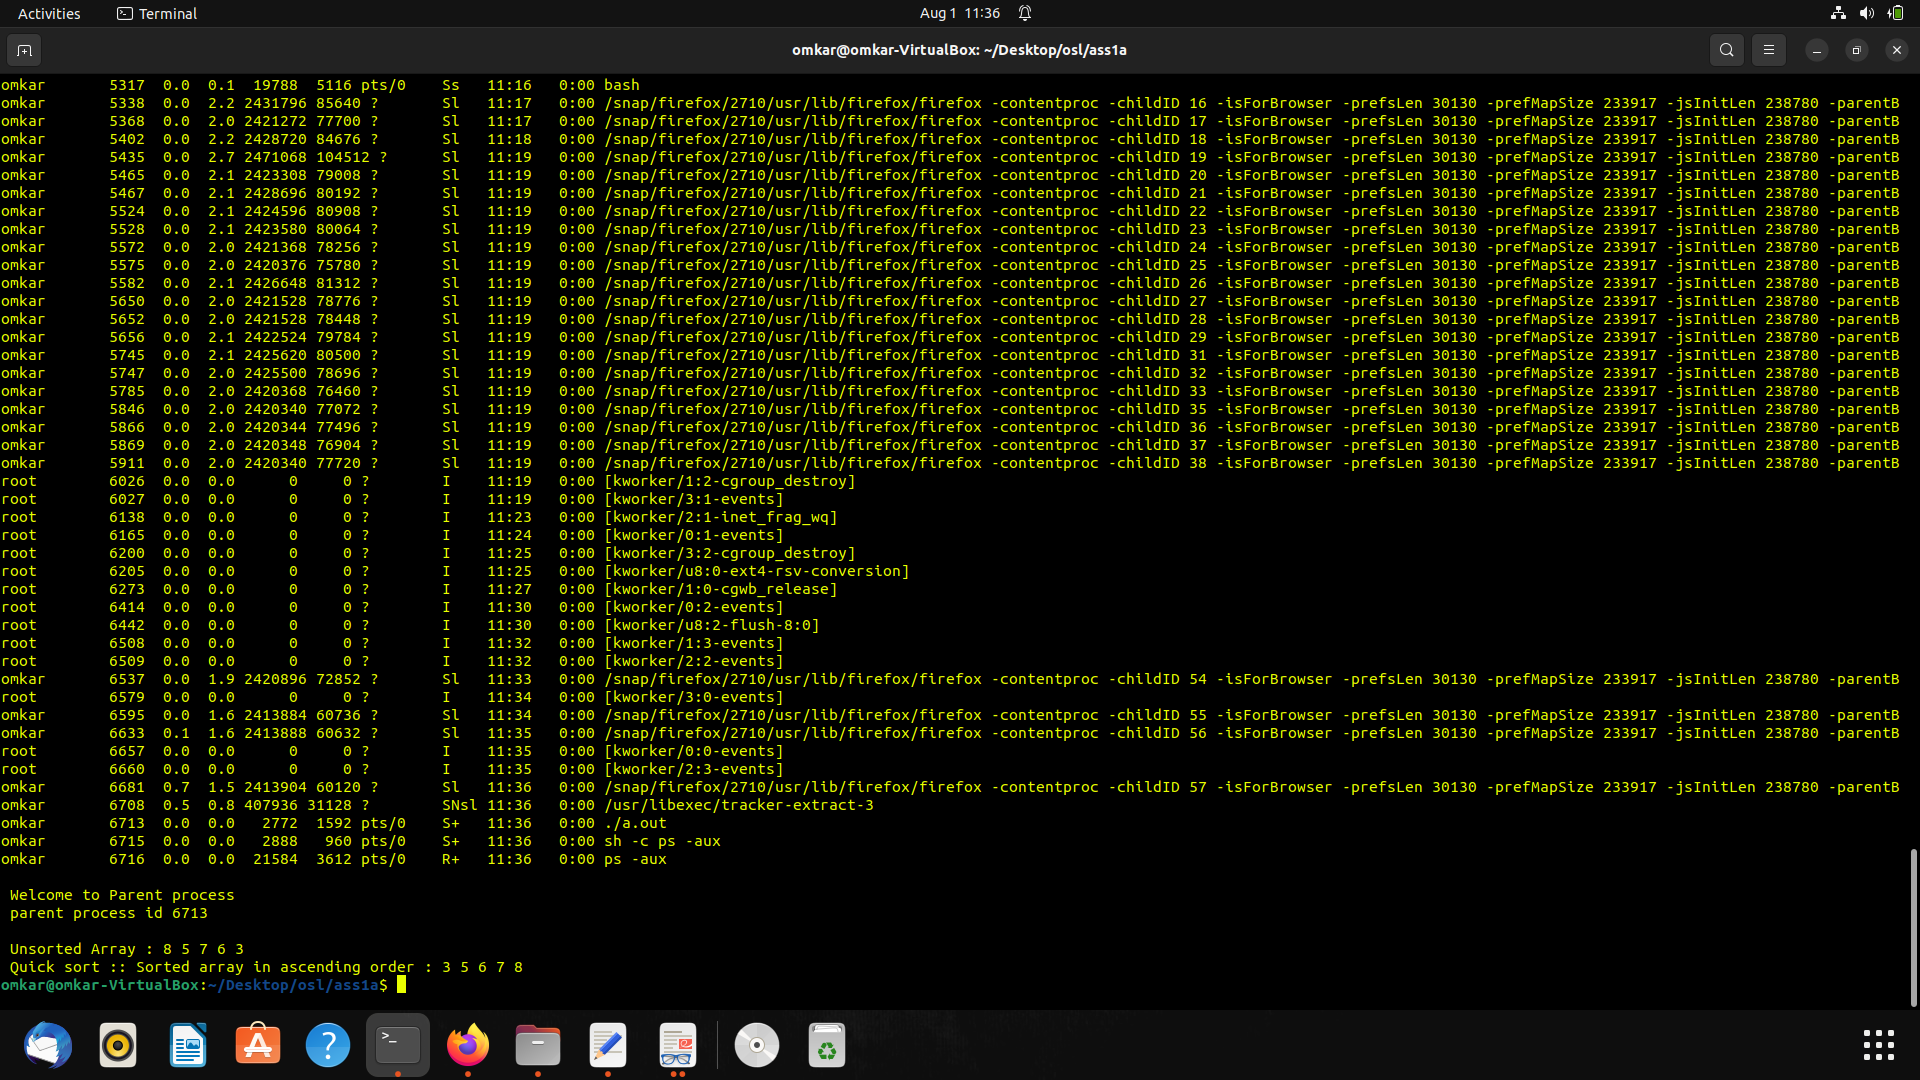 Activities
Terminal
Aug 1 11:36
omkar@omkar-VirtualBox: ~/Desktop/osl/ass1a
omkar 5317 0.0 0.1 19788 5116 pts/0 Ss 11:16 0:00 bash
omkar 5338 0.0 2.2 2431796 85640 ? Sl 11:17 0:00 /snap/firefox/2710/usr/lib/firefox/firefox -contentproc -childID 16 -isForBrowser -prefsLen 30130 -prefMapSize 233917 -jsInitLen 238780 -parentB
omkar 5368 0.0 2.0 2421272 77700 ? Sl 11:17 0:00 /snap/firefox/2710/usr/lib/firefox/firefox -contentproc -childID 17 -isForBrowser -prefsLen 30130 -prefMapSize 233917 -jsInitLen 238780 -parentB
omkar 5402 0.0 2.2 2428720 84676 ? Sl 11:18 0:00 /snap/firefox/2710/usr/lib/firefox/firefox -contentproc -childID 18 -isForBrowser -prefsLen 30130 -prefMapSize 233917 -jsInitLen 238780 -parentB
omkar 5435 0.0 2.7 2471068 104512 ? Sl 11:19 0:00 /snap/firefox/2710/usr/lib/firefox/firefox -contentproc -childID 19 -isForBrowser -prefsLen 30130 -prefMapSize 233917 -jsInitLen 238780 -parentB
omkar 5465 0.0 2.1 2423308 79008 ? Sl 11:19 0:00 /snap/firefox/2710/usr/lib/firefox/firefox -contentproc -childID 20 -isForBrowser -prefsLen 30130 -prefMapSize 233917 -jsInitLen 238780 -parentB
omkar 5467 0.0 2.1 2428696 80192 ? Sl 11:19 0:00 /snap/firefox/2710/usr/lib/firefox/firefox -contentproc -childID 21 -isForBrowser -prefsLen 30130 -prefMapSize 233917 -jsInitLen 238780 -parentB
omkar 5524 0.0 2.1 2424596 80908 ? Sl 11:19 0:00 /snap/firefox/2710/usr/lib/firefox/firefox -contentproc -childID 22 -isForBrowser -prefsLen 30130 -prefMapSize 233917 -jsInitLen 238780 -parentB
omkar 5528 0.0 2.1 2423580 80064 ? Sl 11:19 0:00 /snap/firefox/2710/usr/lib/firefox/firefox -contentproc -childID 23 -isForBrowser -prefsLen 30130 -prefMapSize 233917 -jsInitLen 238780 -parentB
omkar 5572 0.0 2.0 2421368 78256 ? Sl 11:19 0:00 /snap/firefox/2710/usr/lib/firefox/firefox -contentproc -childID 24 -isForBrowser -prefsLen 30130 -prefMapSize 233917 -jsInitLen 238780 -parentB
omkar 5575 0.0 2.0 2420376 75780 ? Sl 11:19 0:00 /snap/firefox/2710/usr/lib/firefox/firefox -contentproc -childID 25 -isForBrowser -prefsLen 30130 -prefMapSize 233917 -jsInitLen 238780 -parentB
omkar 5582 0.0 2.1 2426648 81312 ? Sl 11:19 0:00 /snap/firefox/2710/usr/lib/firefox/firefox -contentproc -childID 26 -isForBrowser -prefsLen 30130 -prefMapSize 233917 -jsInitLen 238780 -parentB
omkar 5650 0.0 2.0 2421528 78776 ? Sl 11:19 0:00 /snap/firefox/2710/usr/lib/firefox/firefox -contentproc -childID 27 -isForBrowser -prefsLen 30130 -prefMapSize 233917 -jsInitLen 238780 -parentB
omkar 5652 0.0 2.0 2421528 78448 ? Sl 11:19 0:00 /snap/firefox/2710/usr/lib/firefox/firefox -contentproc -childID 28 -isForBrowser -prefsLen 30130 -prefMapSize 233917 -jsInitLen 238780 -parentB
omkar 5656 0.0 2.1 2422524 79784 ? Sl 11:19 0:00 /snap/firefox/2710/usr/lib/firefox/firefox -contentproc -childID 29 -isForBrowser -prefsLen 30130 -prefMapSize 233917 -jsInitLen 238780 -parentB
omkar 5745 0.0 2.1 2425620 80500 ? Sl 11:19 0:00 /snap/firefox/2710/usr/lib/firefox/firefox -contentproc -childID 31 -isForBrowser -prefsLen 30130 -prefMapSize 233917 -jsInitLen 238780 -parentB
omkar 5747 0.0 2.0 2425500 78696 ? Sl 11:19 0:00 /snap/firefox/2710/usr/lib/firefox/firefox -contentproc -childID 32 -isForBrowser -prefsLen 30130 -prefMapSize 233917 -jsInitLen 238780 -parentB
omkar 5785 0.0 2.0 2420368 76460 ? Sl 11:19 0:00 /snap/firefox/2710/usr/lib/firefox/firefox -contentproc -childID 33 -isForBrowser -prefsLen 30130 -prefMapSize 233917 -jsInitLen 238780 -parentB
omkar 5846 0.0 2.0 2420340 77072 ? Sl 11:19 0:00 /snap/firefox/2710/usr/lib/firefox/firefox -contentproc -childID 35 -isForBrowser -prefsLen 30130 -prefMapSize 233917 -jsInitLen 238780 -parentB
omkar 5866 0.0 2.0 2420344 77496 ? Sl 11:19 0:00 /snap/firefox/2710/usr/lib/firefox/firefox -contentproc -childID 36 -isForBrowser -prefsLen 30130 -prefMapSize 233917 -jsInitLen 238780 -parentB
omkar 5869 0.0 2.0 2420348 76904 ? Sl 11:19 0:00 /snap/firefox/2710/usr/lib/firefox/firefox -contentproc -childID 37 -isForBrowser -prefsLen 30130 -prefMapSize 233917 -jsInitLen 238780 -parentB
omkar 5911 0.0 2.0 2420340 77720 ? Sl 11:19 0:00 /snap/firefox/2710/usr/lib/firefox/firefox -contentproc -childID 38 -isForBrowser -prefsLen 30130 -prefMapSize 233917 -jsInitLen 238780 -parentB
root 6026 0.0 0.0 0 0 ? I 11:19 0:00 [kworker/1:2-cgroup_destroy]
root 6027 0.0 0.0 0 0 ? I 11:19 0:00 [kworker/3:1-events]
root 6138 0.0 0.0 0 0 ? I 11:23 0:00 [kworker/2:1-inet_frag_wq]
root 6165 0.0 0.0 0 0 ? I 11:24 0:00 [kworker/0:1-events]
root 6200 0.0 0.0 0 0 ? I 11:25 0:00 [kworker/3:2-cgroup_destroy]
root 6205 0.0 0.0 0 0 ? I 11:25 0:00 [kworker/u8:0-ext4-rsv-conversion]
root 6273 0.0 0.0 0 0 ? I 11:27 0:00 [kworker/1:0-cgwb_release]
root 6414 0.0 0.0 0 0 ? I 11:30 0:00 [kworker/0:2-events]
root 6442 0.0 0.0 0 0 ? I 11:30 0:00 [kworker/u8:2-flush-8:0]
root 6508 0.0 0.0 0 0 ? I 11:32 0:00 [kworker/1:3-events]
root 6509 0.0 0.0 0 0 ? I 11:32 0:00 [kworker/2:2-events]
omkar 6537 0.0 1.9 2420896 72852 ? Sl 11:33 0:00 /snap/firefox/2710/usr/lib/firefox/firefox -contentproc -childID 54 -isForBrowser -prefsLen 30130 -prefMapSize 233917 -jsInitLen 238780 -parentB
root 6579 0.0 0.0 0 0 ? I 11:34 0:00 [kworker/3:0-events]
omkar 6595 0.0 1.6 2413884 60736 ? Sl 11:34 0:00 /snap/firefox/2710/usr/lib/firefox/firefox -contentproc -childID 55 -isForBrowser -prefsLen 30130 -prefMapSize 233917 -jsInitLen 238780 -parentB
omkar 6633 0.1 1.6 2413888 60632 ? Sl 11:35 0:00 /snap/firefox/2710/usr/lib/firefox/firefox -contentproc -childID 56 -isForBrowser -prefsLen 30130 -prefMapSize 233917 -jsInitLen 238780 -parentB
root 6657 0.0 0.0 0 0 ? I 11:35 0:00 [kworker/0:0-events]
root 6660 0.0 0.0 0 0 ? I 11:35 0:00 [kworker/2:3-events]
omkar 6681 0.7 1.5 2413904 60120 ? Sl 11:36 0:00 /snap/firefox/2710/usr/lib/firefox/firefox -contentproc -childID 57 -isForBrowser -prefsLen 30130 -prefMapSize 233917 -jsInitLen 238780 -parentB
omkar 6708 0.5 0.8 407936 31128 ? SNsl 11:36 0:00 /usr/libexec/tracker-extract-3
omkar 6713 0.0 0.0 2772 1592 pts/0 S+ 11:36 0:00 ./a.out
omkar 6715 0.0 0.0 2888 960 pts/0 S+ 11:36 0:00 sh -c ps -aux
omkar 6716 0.0 0.0 21584 3612 pts/0 R+ 11:36 0:00 ps -aux
Welcome to Parent process
parent process id 6713
Unsorted Array : 8 5 7 6 3
Quick sort :: Sorted array in ascending order : 3 5 6 7 8
omkar@omkar-VirtualBox:~/Desktop/osl/ass1a$